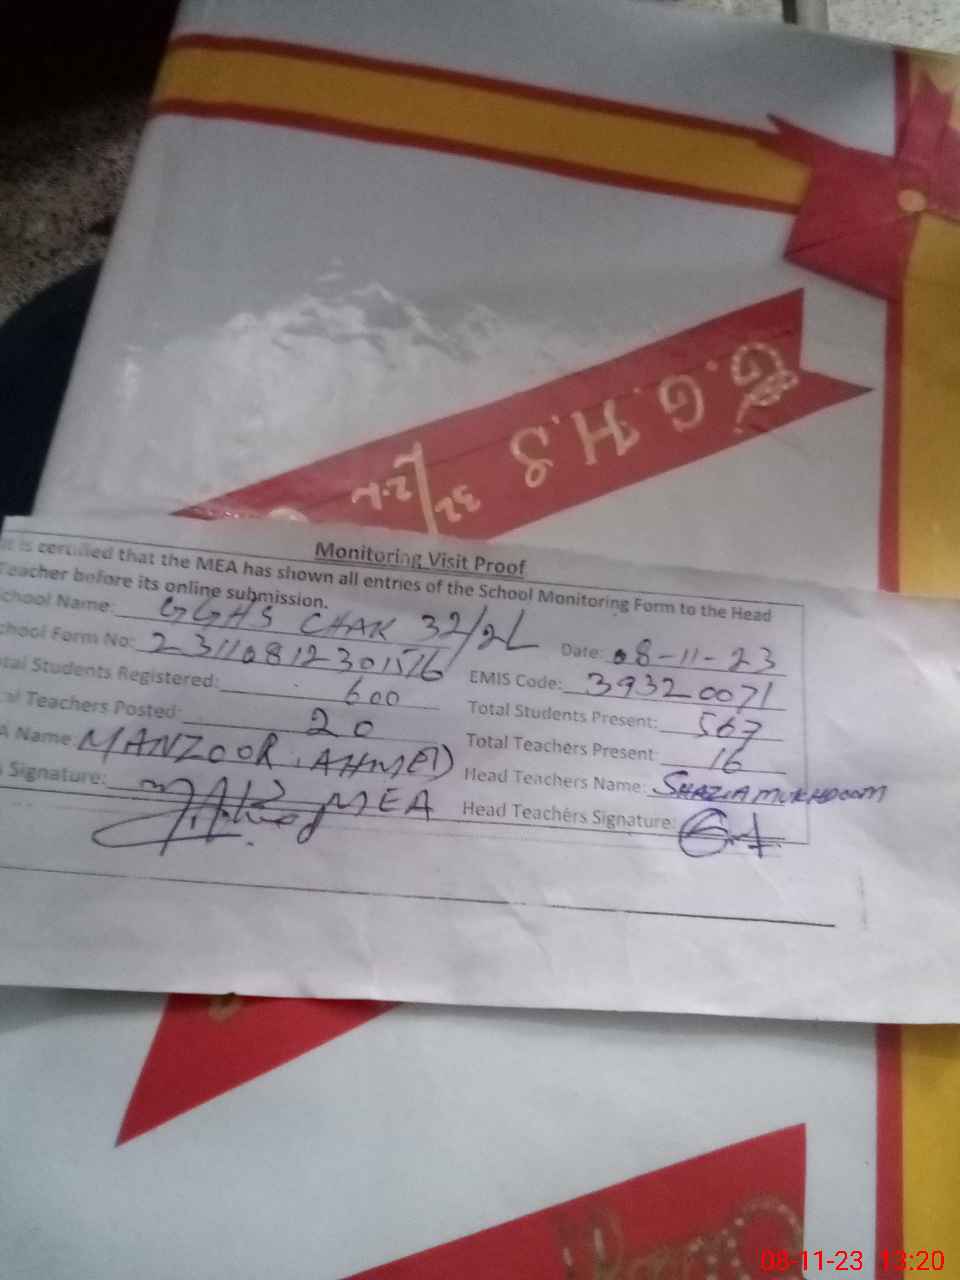 G.G.H.S
32/2.L
Monitoring Visit Proof
is certified that the MEA has shown all entries of the School Monitoring Form to the Head
Teacher before its online submission.
School Name: GGHS CHAK 32/2L Date: 08-11-23
School Form No: EMIS Code: 39320071
Total Students Registered: 600 Total Students Present: 567
Teachers Posted: 20 Total Teachers Present: 16
Name: MANZOOR AHMED Head Teachers Name: SHAZIA MUKHDOOM
Signature: MEA Head Teachers Signature:
08-11-23 13:20